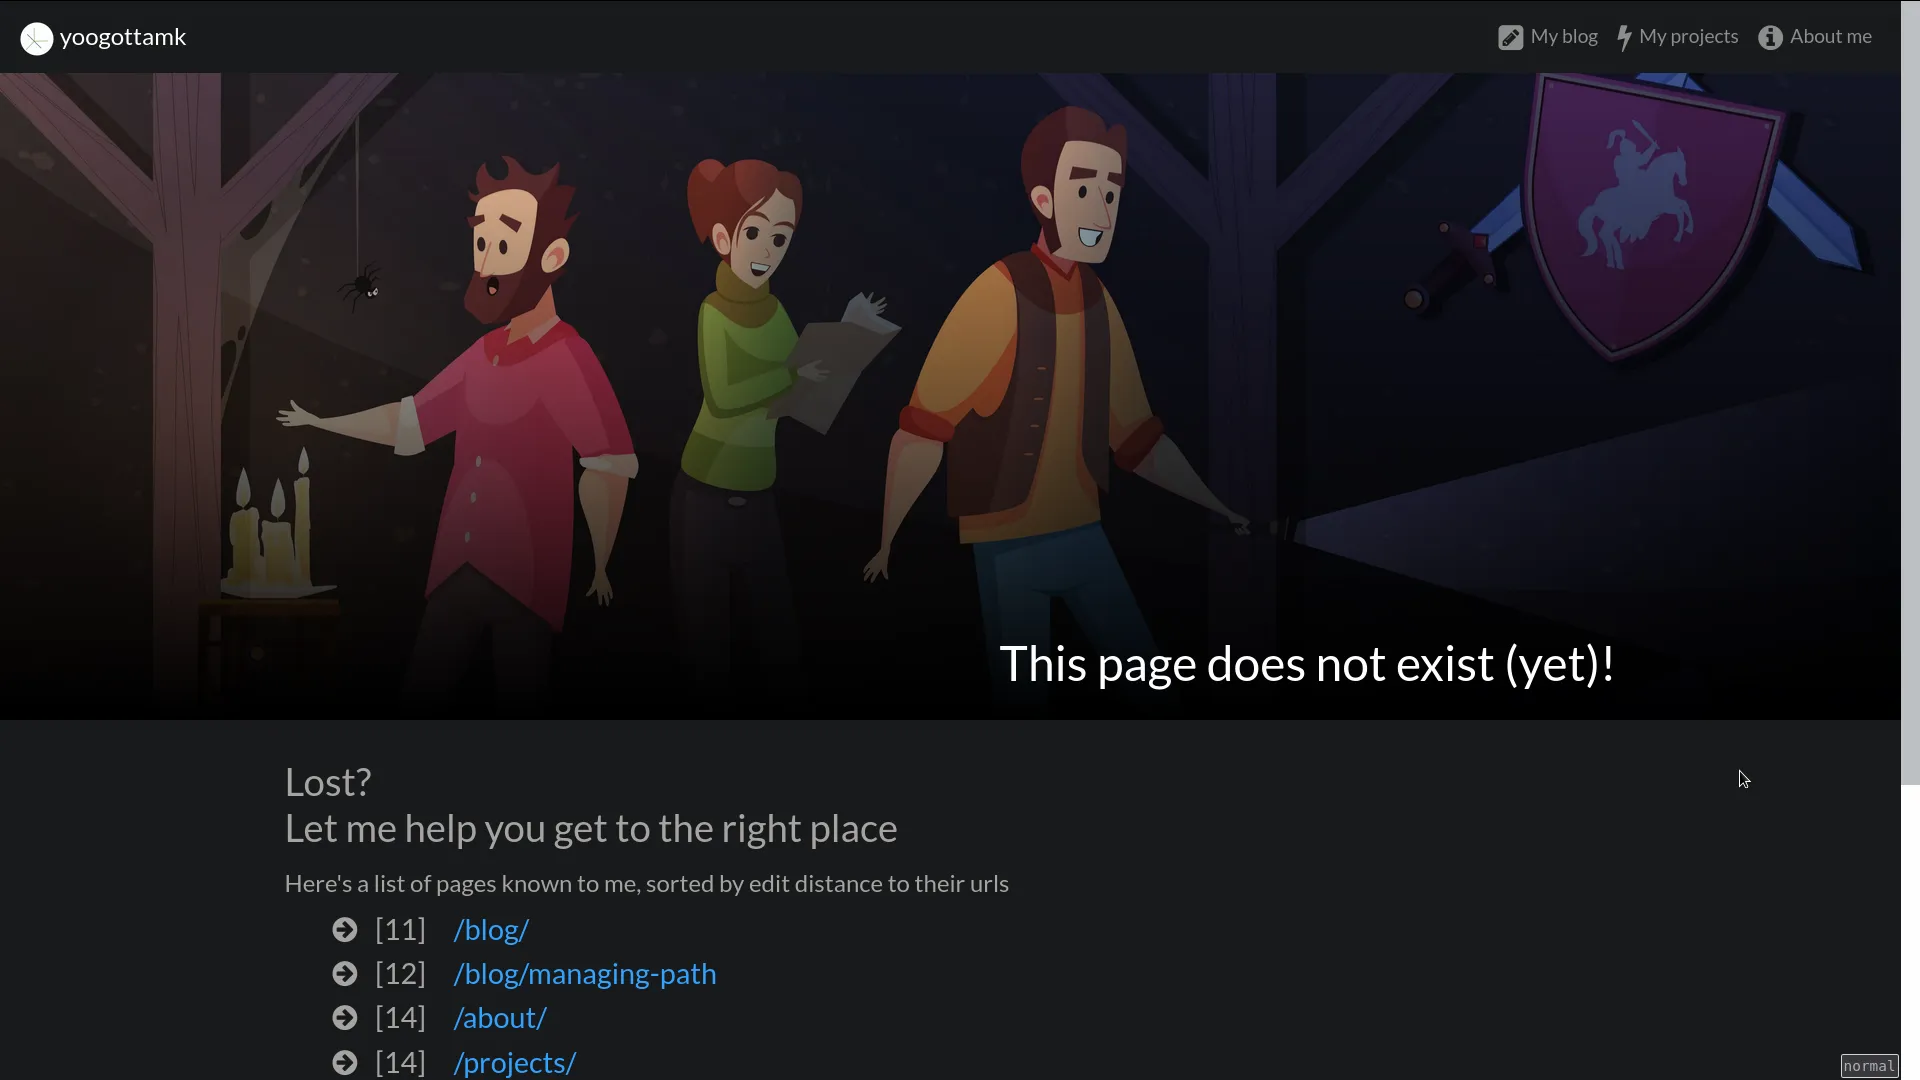 yoogottamk
My blog My projects About me
This page does not exist (yet)!
Lost?
Let me help you get to the right place
Here's a list of pages known to me, sorted by edit distance to their urls
[11] /blog/
[12] /blog/managing-path
[14] /about/
[14] /projects/
normal